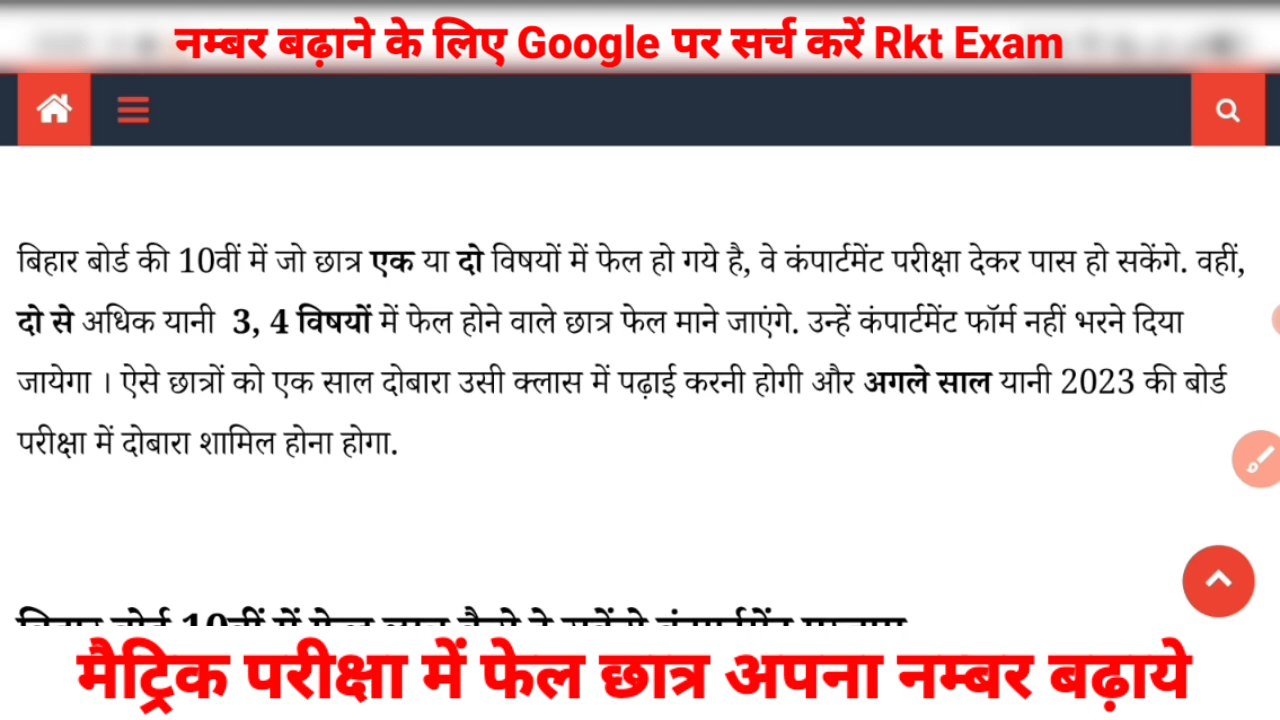 नम्बर बढ़ाने के लिए Google पर सर्च करें Rkt Exam
बिहार बोर्ड की 10वीं में जो छात्र एक या दो विषयों में फेल हो गये है, वे कंपार्टमेंट परीक्षा देकर पास हो सकेंगे. वहीं,
दो से अधिक यानी 3, 4 विषयों में फेल होने वाले छात्र फेल माने जाएंगे. उन्हें कंपार्टमेंट फॉर्म नहीं भरने दिया
जायेगा । ऐसे छात्रों को एक साल दोबारा उसी क्लास में पढ़ाई करनी होगी और अगले साल यानी 2023 की बोर्ड
परीक्षा में दोबारा शामिल होना होगा.
बिहार बोर्ड 10वीं में फेल
मैट्रिक परीक्षा में फेल छात्र अपना नम्बर बढ़ाये